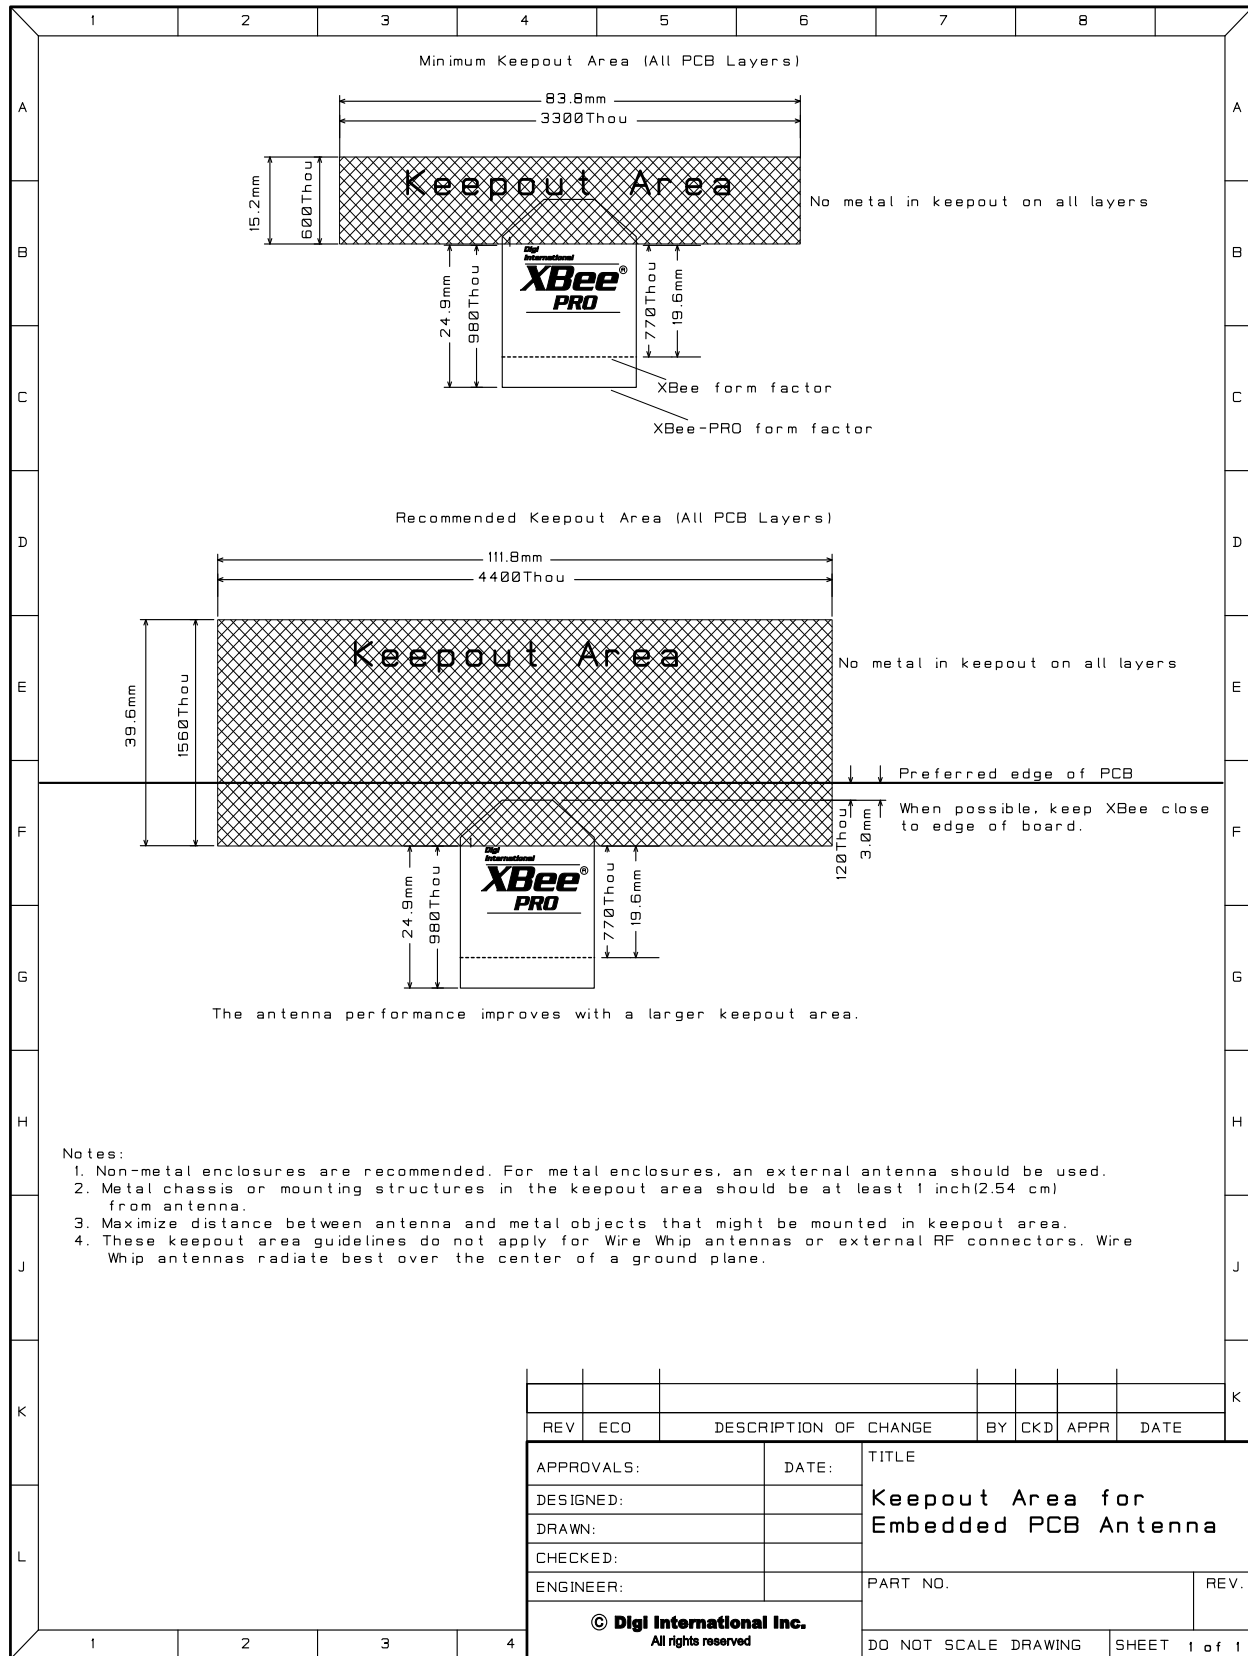 1 2 3 4 5 6 7 8
Minimum Keepout Area (All PCB Layers)
A
A
83.8mm
3300Thou
Keepout Area
15.2mm
600Thou
No metal in keepout on all layers
B
B
1
Digi
International
XBee®
PRO
24.9mm
980Thou
770Thou
19.6mm
XBee form factor
C
C
XBee-PRO form factor
Recommended Keepout Area (All PCB Layers)
D
D
111.8mm
4400Thou
Keepout Area
No metal in keepout on all layers
E
E
39.6mm
1560Thou
Preferred edge of PCB
When possible, keep XBee close
to edge of board.
F
F
120Thou
3.0mm
1
Digi
International
XBee®
PRO
24.9mm
980Thou
770Thou
19.6mm
G
G
The antenna performance improves with a larger keepout area.
H
H
Notes:
1. Non-metal enclosures are recommended. For metal enclosures, an external antenna should be used.
2. Metal chassis or mounting structures in the keepout area should be at least 1 inch(2.54 cm)
from antenna.
3. Maximize distance between antenna and metal objects that might be mounted in keepout area.
4. These keepout area guidelines do not apply for Wire Whip antennas or external RF connectors. Wire
Whip antennas radiate best over the center of a ground plane.
J
J
K
K
REV ECO DESCRIPTION OF CHANGE BY CKD APPR DATE
APPROVALS: DATE:
TITLE
DESIGNED:
Keepout Area for
Embedded PCB Antenna
DRAWN:
L
CHECKED:
ENGINEER:
PART NO. REV.
© Digi International Inc.
All rights reserved
DO NOT SCALE DRAWING SHEET 1 of 1
1 2 3 4